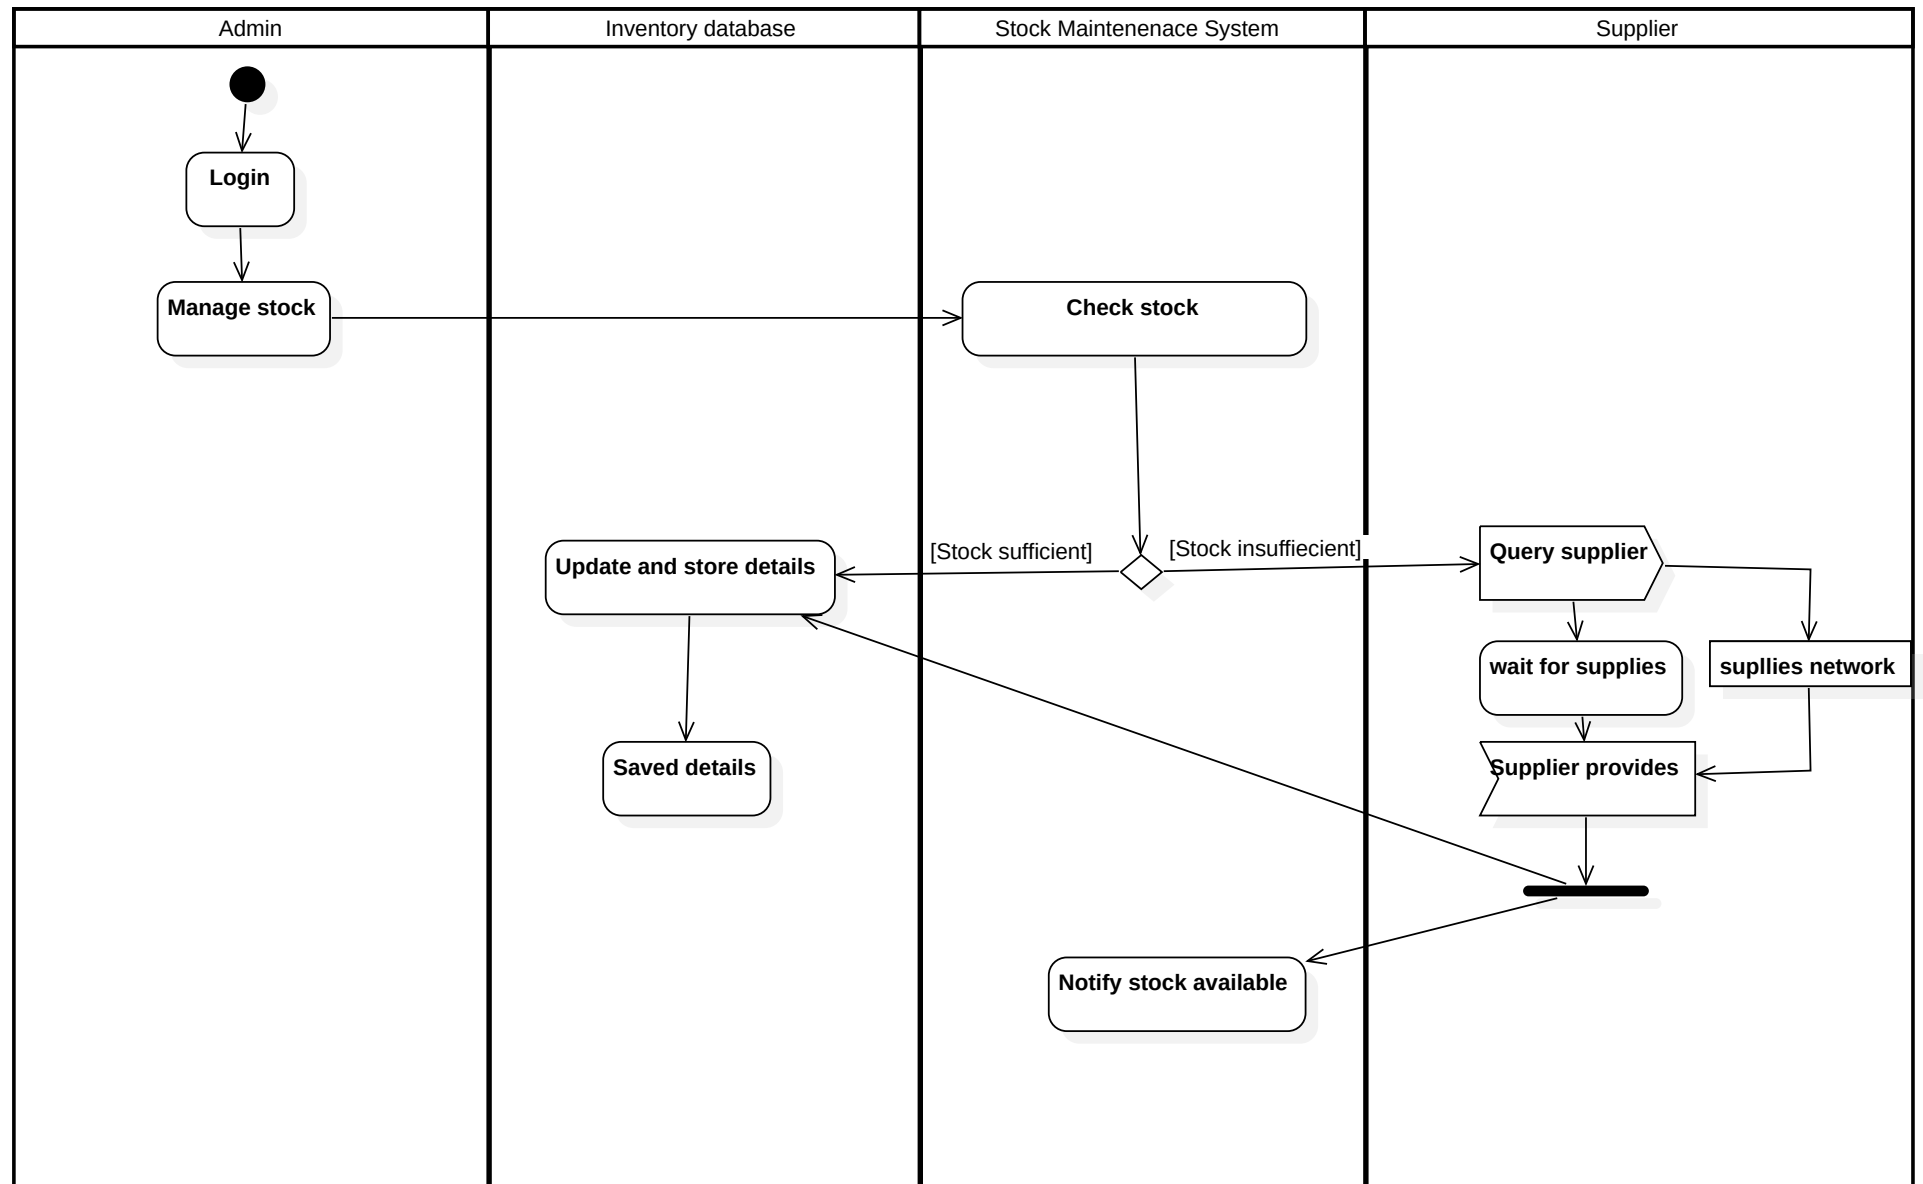 Admin
Inventory database
Stock Maintenenace System
Supplier
Login
Manage stock
Check stock
Update and store details
[Stock sufficient]
[Stock insuffiecient]
Query supplier
wait for supplies
supllies network
Saved details
Supplier provides
Notify stock available